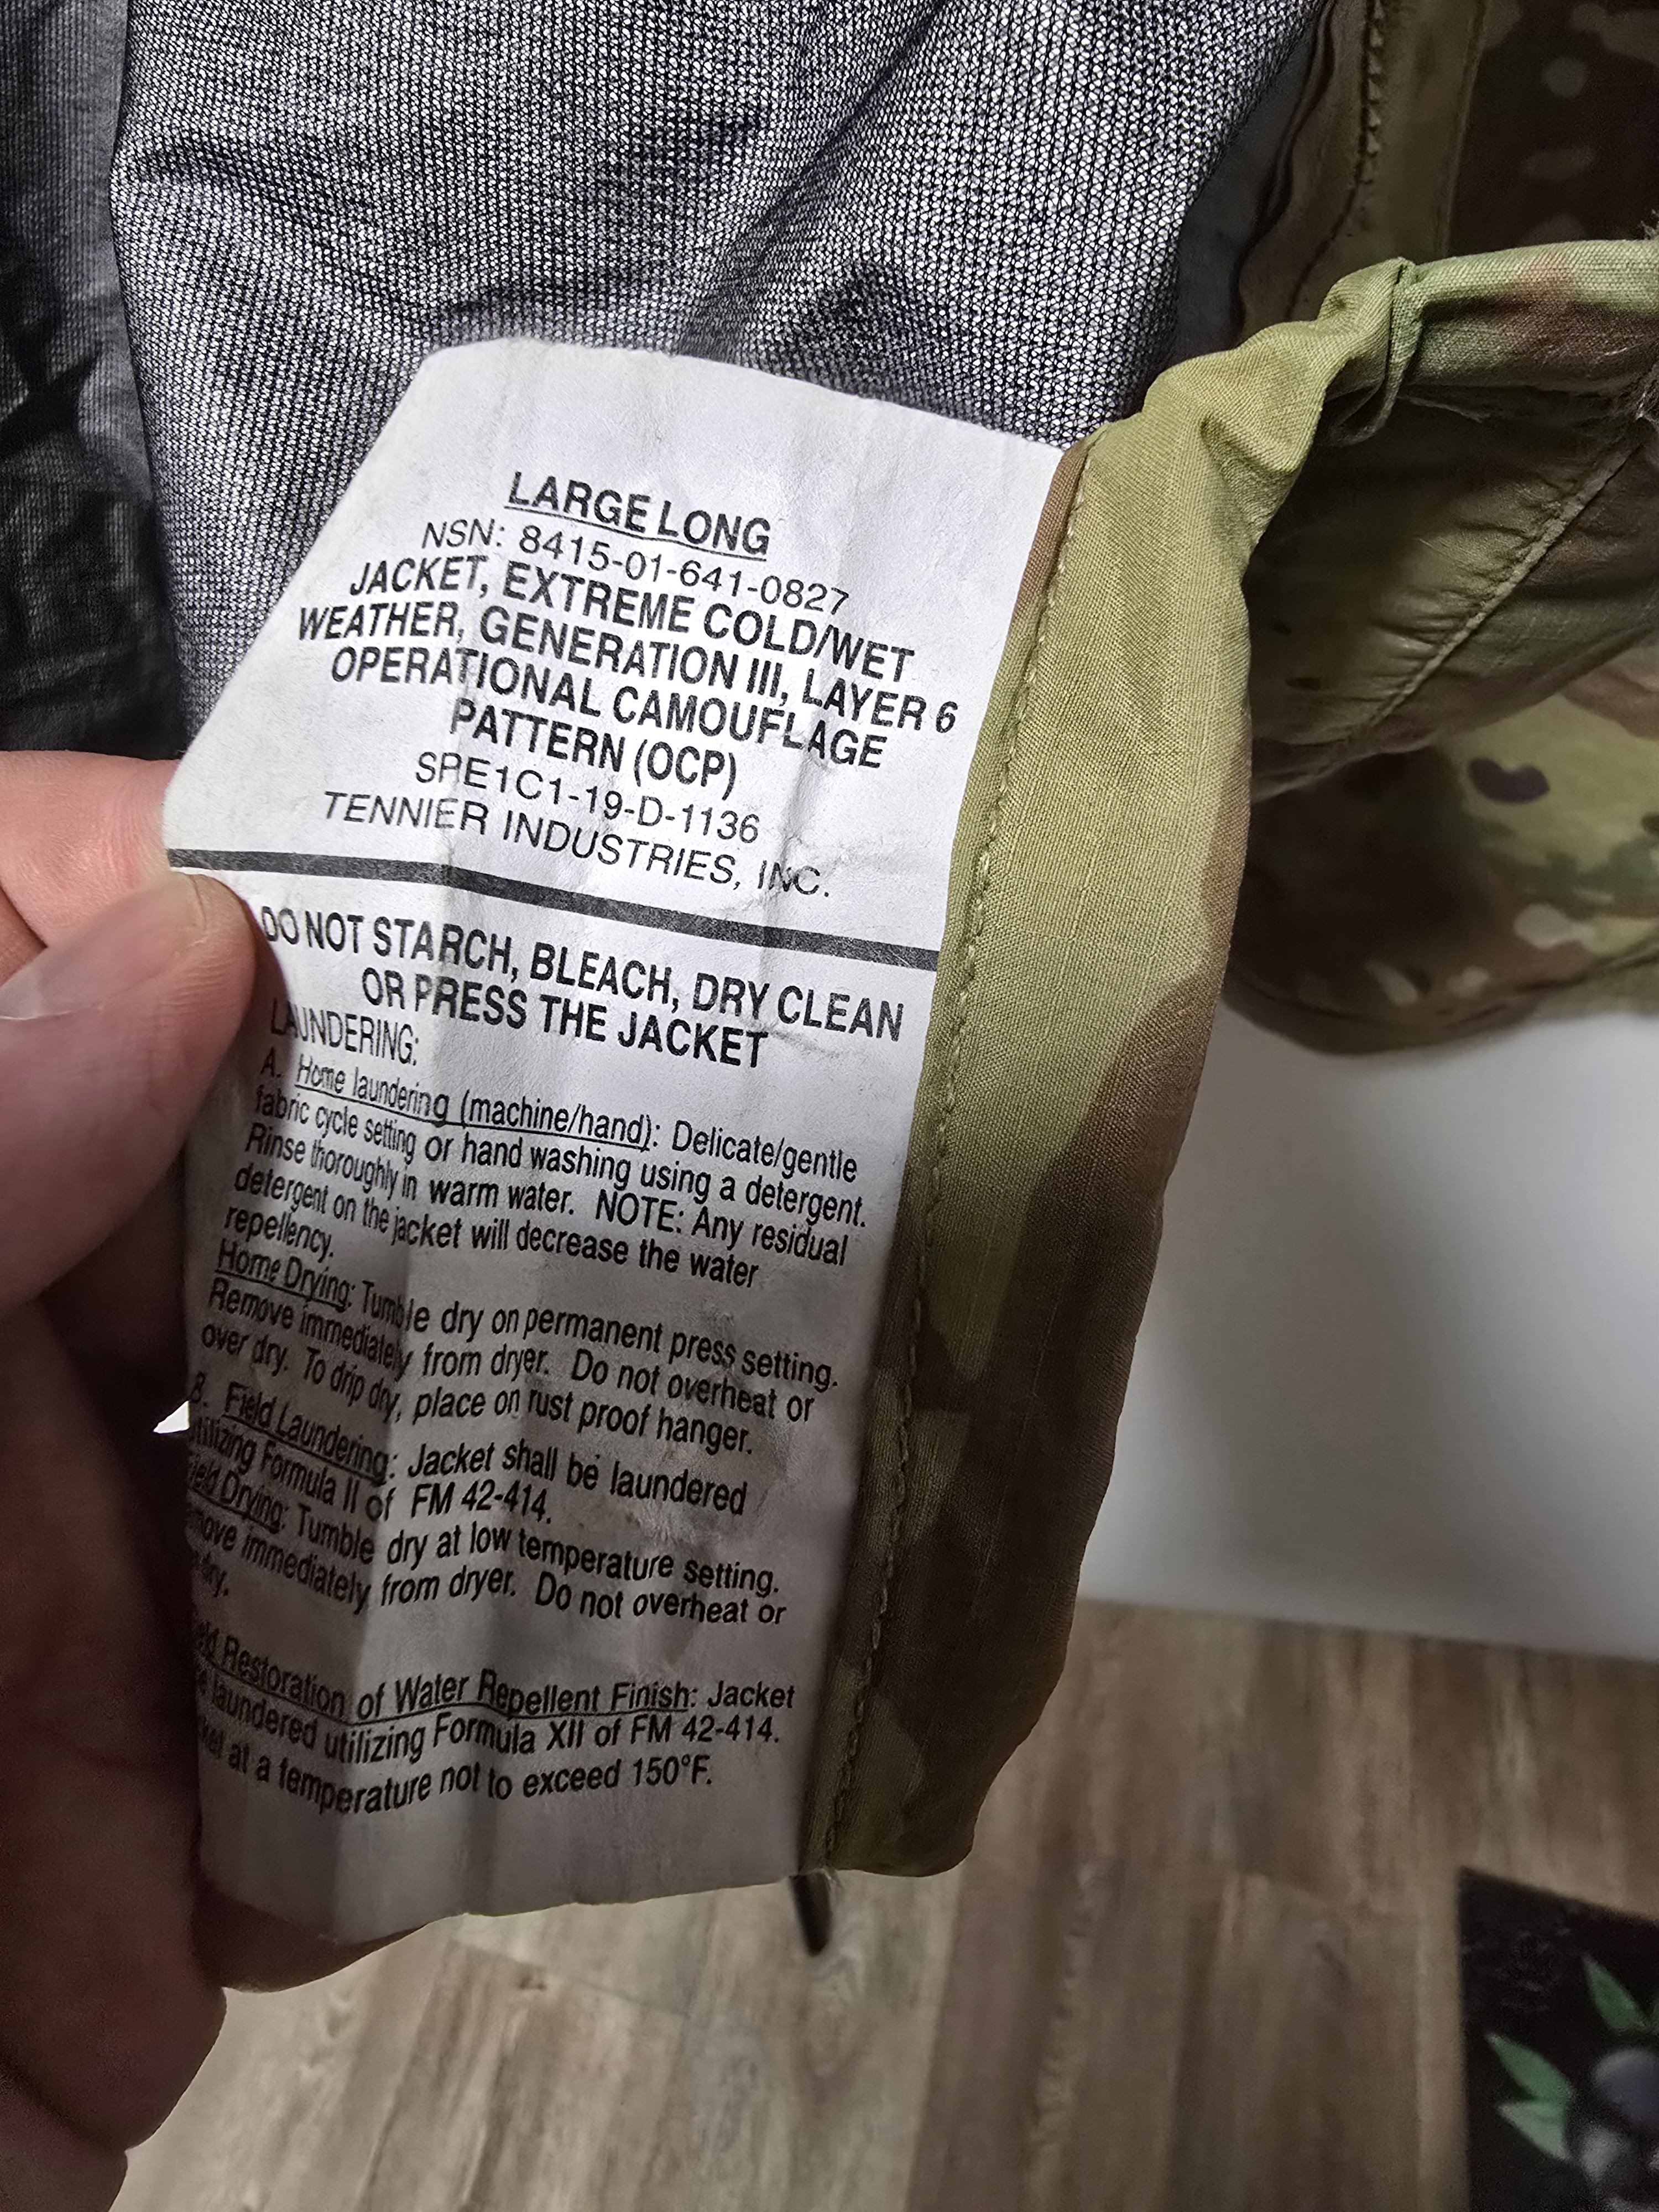 LARGE LONG
NSN: 8415-01-641-0827
JACKET, EXTREME COLD/WET
WEATHER, GENERATION III, LAYER 6
OPERATIONAL CAMOUFLAGE
PATTERN (OCP)
SPE1C1-19-D-1136
TENNIER INDUSTRIES, INC.
DO NOT STARCH, BLEACH, DRY CLEAN
OR PRESS THE JACKET
LAUNDERING:
A. Home laundering (machine/hand): Delicate/gentle
fabric cycle setting or hand washing using a detergent.
Rinse thoroughly in warm water. NOTE: Any residual
detergent on the jacket will decrease the water
repellency.
Home Drying: Tumble dry on permanent press setting.
Remove immediately from dryer. Do not overheat or
over dry. To drip dry, place on rust proof hanger.
B. Field Laundering: Jacket shall be laundered
utilizing Formula II of FM 42-414.
Field Drying: Tumble dry at low temperature setting.
immediately from dryer. Do not overheat or
dry.
Restoration of Water Repellent Finish: Jacket
laundered utilizing Formula XII of FM 42-414.
at a temperature not to exceed 150°F.